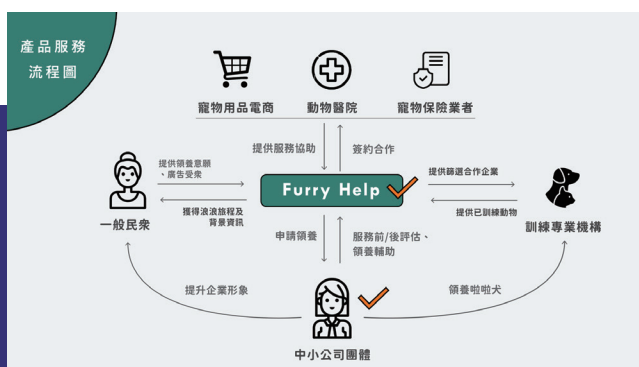 產品服務
流程圖
寵物用品電商
動物醫院
寵物保險業者
提供服務協助
簽約合作
提供領養意願
、廣告受眾
Furry Help
提供篩選合作企業
獲得浪浪旅程及
背景資訊
提供已訓練動物
一般民眾
訓練專業機構
申請領養
服務前/後評估、
領養輔助
提升企業形象
領養啦啦犬
中小公司團體